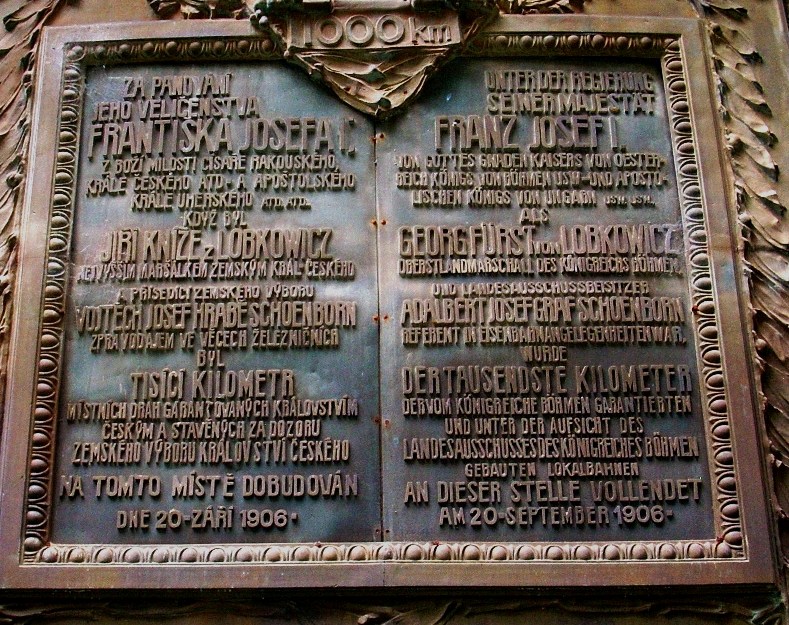 1000 km
ZA PANOVÁNÍ
JEHO VELIČENSTVA
FRANTIŠKA JOSEFA I.,
Z BOŽÍ MILOSTI CÍSAŘE RAKOUSKÉHO,
KRÁLE ČESKÉHO ATD. A APOŠTOLSKÉHO
KRÁLE UHERSKÉHO ATD. ATD.
KDYŽ BYL
JIŘÍ KNÍŽE z LOBKOWICZ
NEJVYŠŠÍM MARŠÁLKEM ZEMSKÝM KRÁL. ČESKÉHO
A PŘÍSEDÍCÍ ZEMSKÉHO VÝBORU
VOJTĚCH JOSEF HRABĚ SCHOENBORN
ZPRAVODAJEM VE VĚCECH ŽELEZNIČNÍCH
BYL
TISÍCÍ KILOMETR
MÍSTNÍCH DRAH GARANTOVANÝCH KRÁLOVSTVÍM
ČESKÝM A STAVĚNÝCH ZA DOZORU
ZEMSKÉHO VÝBORU KRÁLOVSTVÍ ČESKÉHO
NA TOMTO MÍSTĚ DOBUDOVÁN
DNE 20. ZÁŘÍ 1906.
UNTER DER REGIERUNG
SEINER MAJESTÄT
FRANZ JOSEF I.
VON GOTTES GNADEN KAISERS VON OESTER-
REICH KÖNIGS VON BÖHMEN USW. UND APOSTO-
LISCHEN KÖNIGS VON UNGARN USW. USW.
ALS
GEORG FÜRST VON LOBKOWICZ
OBERSTLANDMARSCHALL DES KÖNIGREICHS BÖHMEN,
UND LANDESAUSSCHUSSBEISITZER
ADALBERT JOSEF GRAF SCHOENBORN
REFERENT IN EISENBAHNANGELEGENHEITEN WAR,
WURDE
DER TAUSENDSTE KILOMETER
DER VOM KÖNIGREICHE BÖHMEN GARANTIERTEN
UND UNTER DER AUFSICHT DES
LANDESAUSSCHUSSES DES KÖNIGREICHES BÖHMEN
GEBAUTEN LOKALBAHNEN
AN DIESER STELLE VOLLENDET
AM 20. SEPTEMBER 1906.